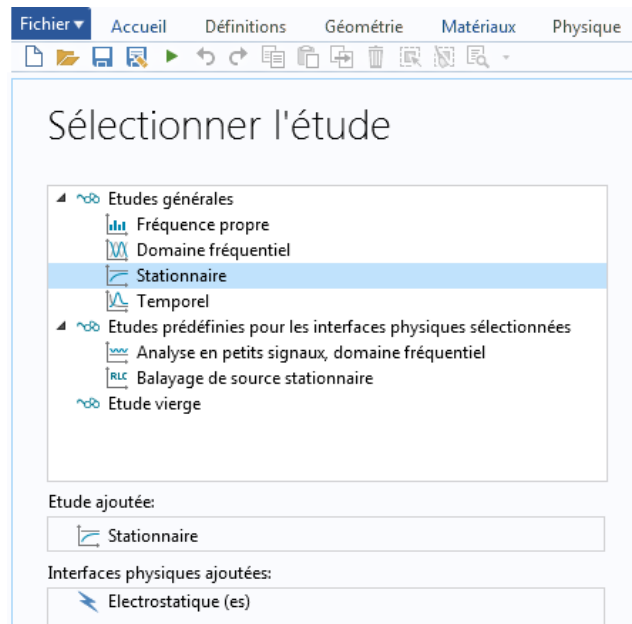 Fichier Accueil Définitions Géométrie Matériaux Physique
Sélectionner l'étude
Etudes générales
Fréquence propre
Domaine fréquentiel
Stationnaire
Temporel
Etudes prédéfinies pour les interfaces physiques sélectionnées
Analyse en petits signaux, domaine fréquentiel
RLC Balayage de source stationnaire
Etude vierge
Etude ajoutée:
Stationnaire
Interfaces physiques ajoutées:
Electrostatique (es)